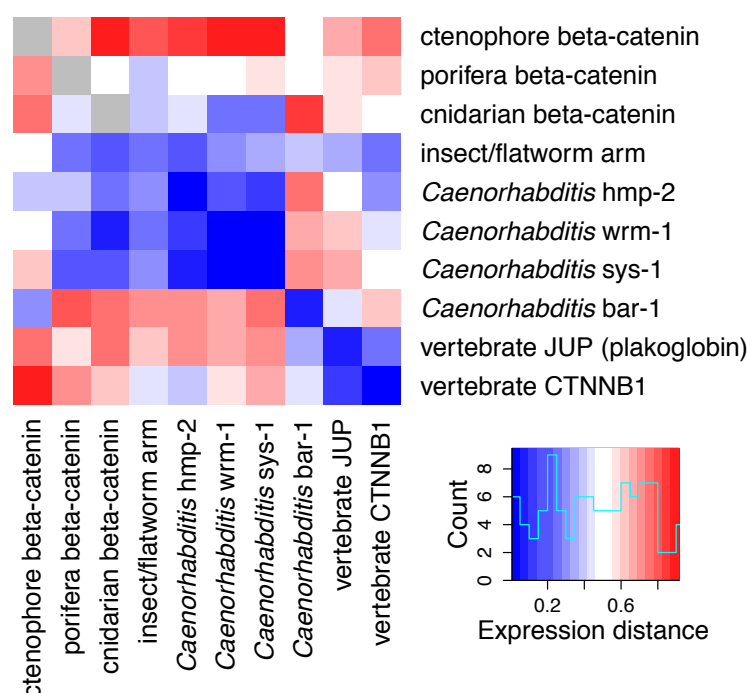 ctenophore beta-catenin
porifera beta-catenin
cnidarian beta-catenin
insect/flatworm arm
Caenorhabditis hmp-2
Caenorhabditis wrm-1
Caenorhabditis sys-1
Caenorhabditis bar-1
vertebrate JUP (plakoglobin)
vertebrate CTNNB1
ctenophore beta-catenin
porifera beta-catenin
cnidarian beta-catenin
insect/flatworm arm
Caenorhabditis hmp-2
Caenorhabditis wrm-1
Caenorhabditis sys-1
Caenorhabditis bar-1
vertebrate JUP
vertebrate CTNNB1
Count
8
6
4
2
0
0.2 0.6
Expression distance